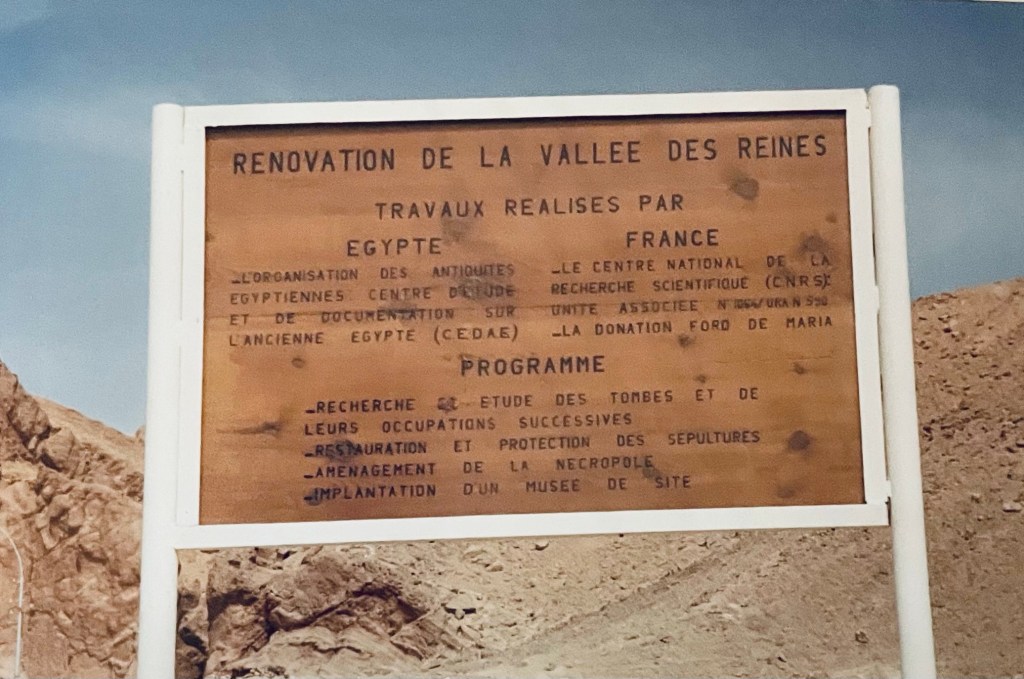 RENOVATION DE LA VALLEE DES REINES
TRAVAUX REALISES PAR
EGYPTE
_L'ORGANISATION DES ANTIQUITES
EGYPTIENNES CENTRE D'ETUDE
ET DE DOCUMENTATION SUR
L'ANCIENNE EGYPTE (C.E.D.A.E)
FRANCE
_LE CENTRE NATIONAL DE LA
RECHERCHE SCIENTIFIQUE (C.N.R.S):
UNITE ASSOCIEE N°1064/URA N 590
_LA DONATION FORD DE MARIA
PROGRAMME
_RECHERCHE ET ETUDE DES TOMBES ET DE
LEURS OCCUPATIONS SUCCESSIVES
_RESTAURATION ET PROTECTION DES SEPULTURES
_AMENAGEMENT DE LA NECROPOLE
_IMPLANTATION D'UN MUSEE DE SITE